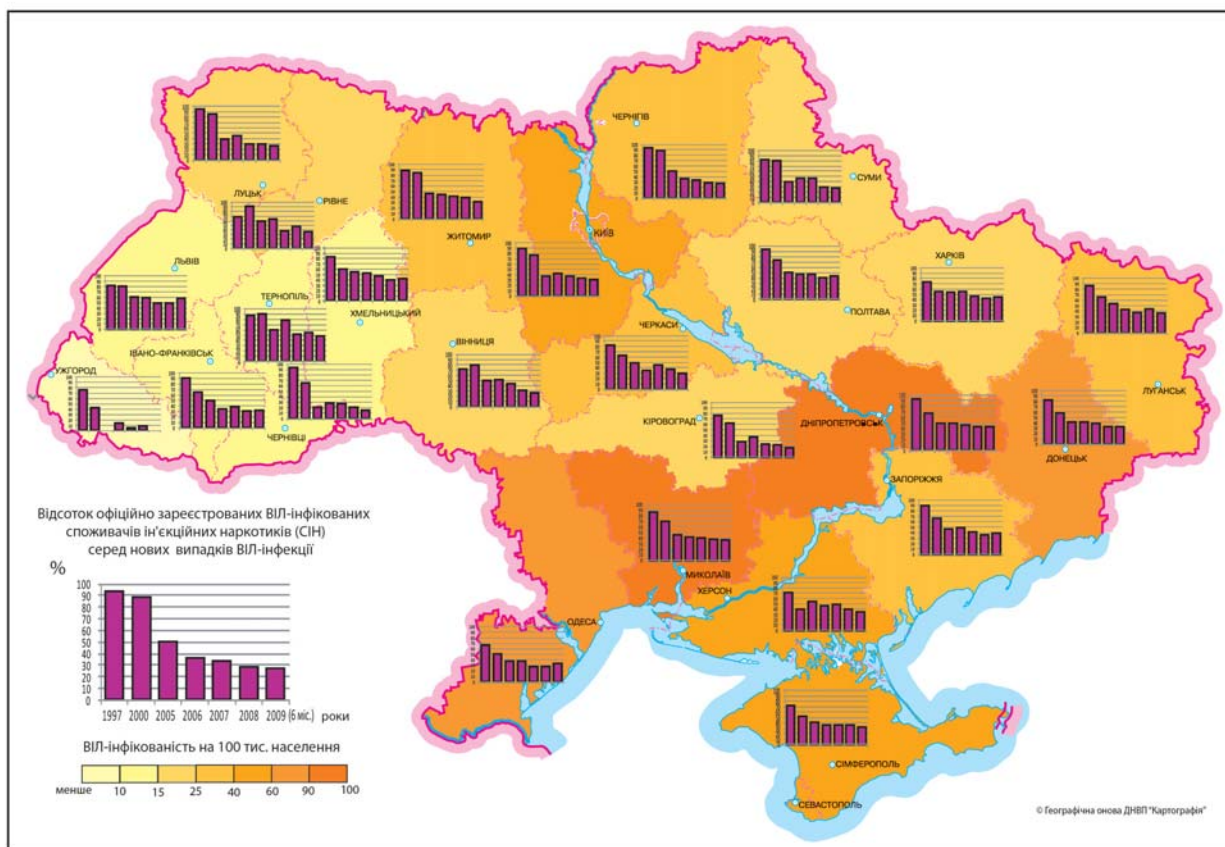 ЧЕРНІГІВ
СУМИ
ЛУЦЬК
РІВНЕ
ЖИТОМИР
КИЇВ
ЛЬВІВ
ТЕРНОПІЛЬ
ХМЕЛЬНИЦЬКИЙ
ХАРКІВ
ПОЛТАВА
ЧЕРКАСИ
ВІННИЦЯ
ІВАНО-ФРАНКІВСЬК
УЖГОРОД
ЧЕРНІВЦІ
ЛУГАНСЬК
КІРОВОГРАД
ДНІПРОПЕТРОВСЬК
ДОНЕЦЬК
ЗАПОРІЖЖЯ
МИКОЛАЇВ
ХЕРСОН
ОДЕСА
СІМФЕРОПОЛЬ
СЕВАСТОПОЛЬ
Відсоток офіційно зареєстрованих ВІЛ-інфікованих
споживачів ін'єкційних наркотиків (СІН)
серед нових випадків ВІЛ-інфекції
%
100
90
80
70
60
50
40
30
20
10
0
1997 2000 2005 2006 2007 2008 2009 (6 міс.) роки
ВІЛ-інфікованість на 100 тис. населення
менше 10 15 25 40 60 90 100
© Географічна онова ДНВП "Картографія"